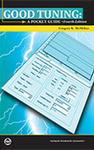 GOOD TUNING:
A POCKET GUIDE • Fourth Edition
Gregory K. McMillan